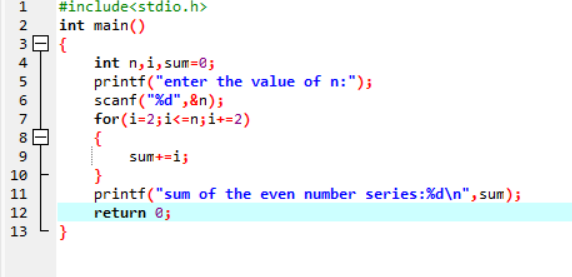 1 #include<stdio.h>
2 int main()
3 {
4 int n,i,sum=0;
5 printf("enter the value of n:");
6 scanf("%d",&n);
7 for(i=2;i<=n;i+=2)
8 {
9 sum+=i;
10 }
11 printf("sum of the even number series:%d\n",sum);
12 return 0;
13 }